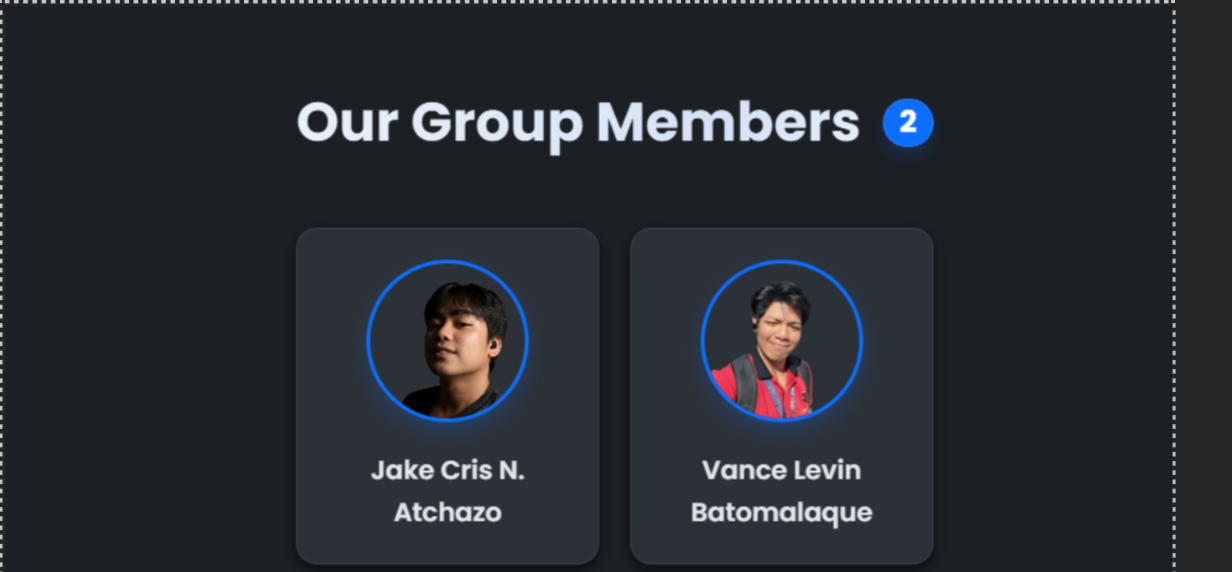 Our Group Members 2
Jake Cris N.
Atchazo
Vance Levin
Batomalaque